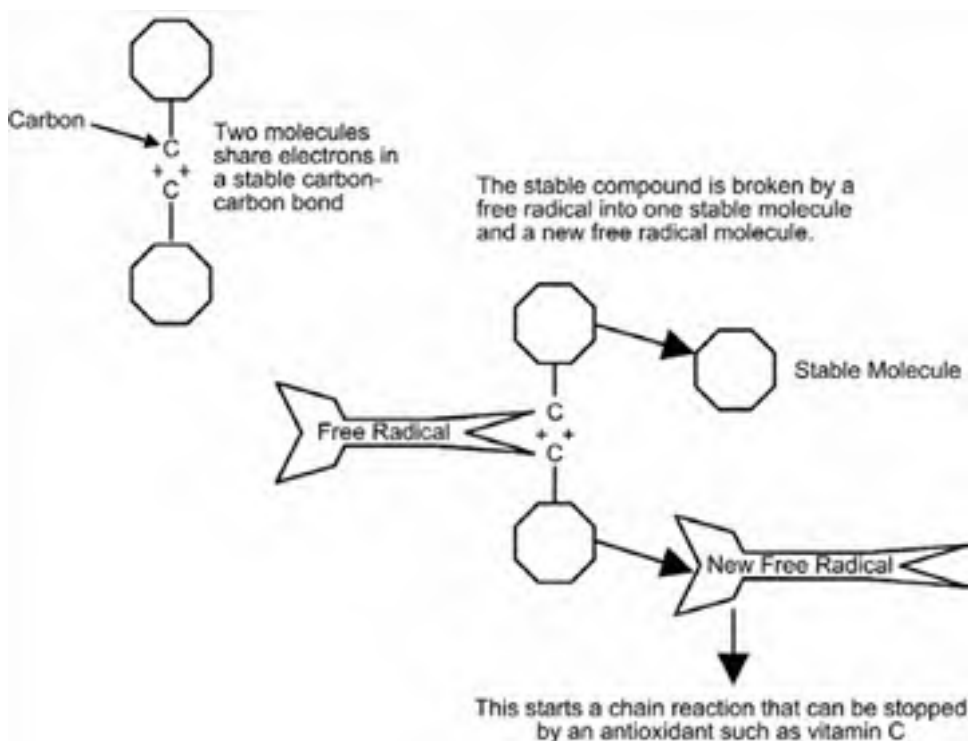 Carbon
C
+ +
C
Two molecules
share electrons in
a stable carbon-
carbon bond
The stable compound is broken by a
free radical into one stable molecule
and a new free radical molecule.
Stable Molecule
Free Radical
C
+ +
C
New Free Radical
This starts a chain reaction that can be stopped
by an antioxidant such as vitamin C